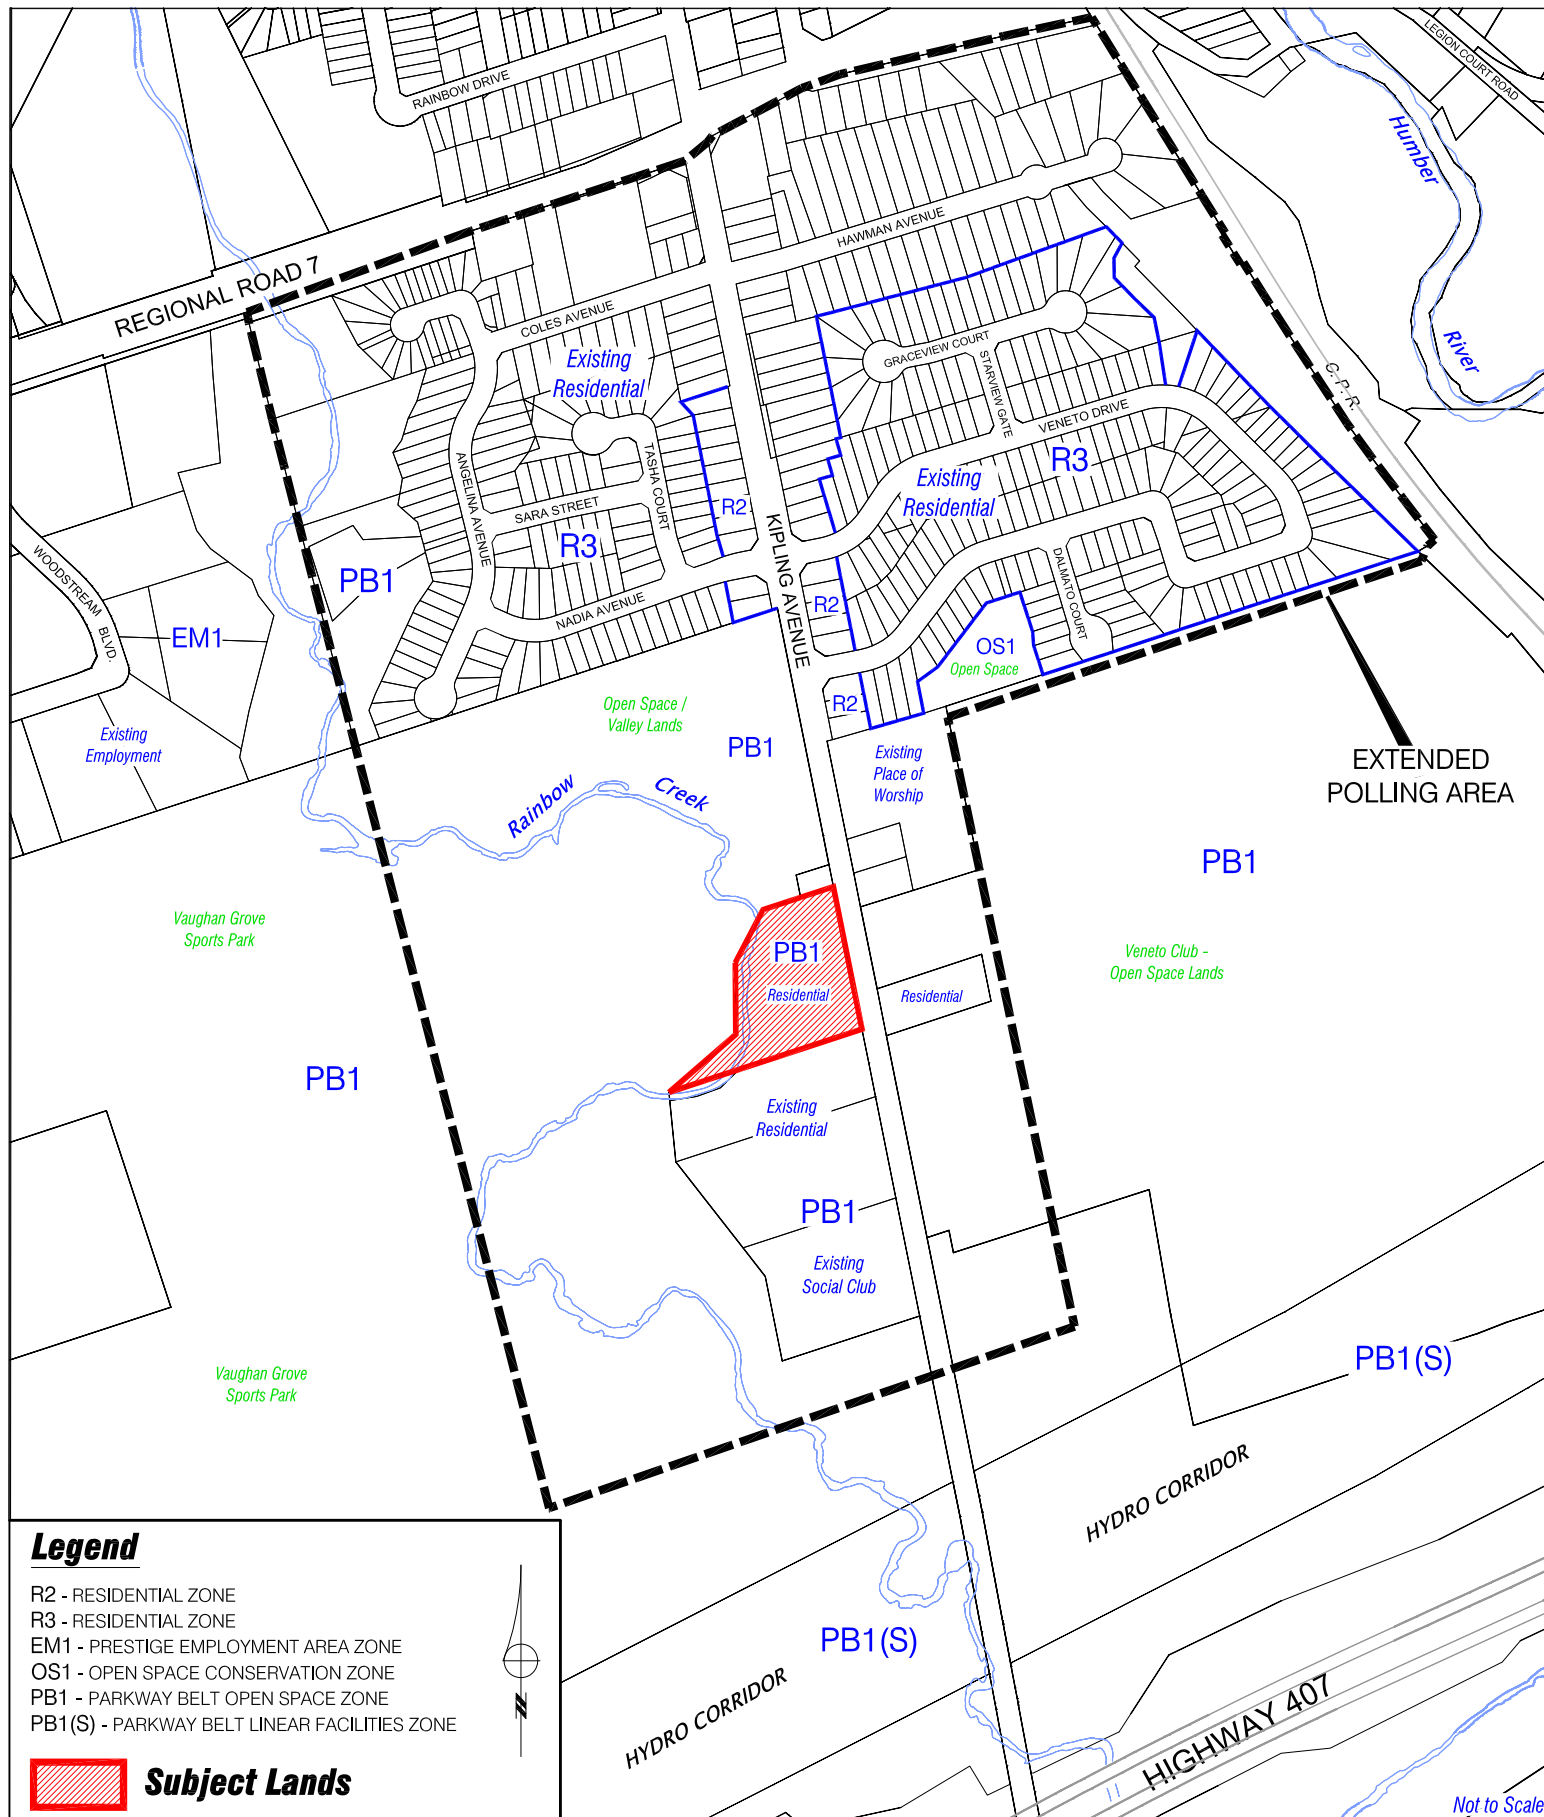 RAINBOW DRIVE
LEGION COURT ROAD
Humber
River
REGIONAL ROAD 7
HAWMAN AVENUE
COLES AVENUE
Existing
Residential
GRACEVIEW COURT
STARVIEW GATE
C. P. R.
VENETO DRIVE
R3
Existing
Residential
ANGELINA AVENUE
TASHA COURT
SARA STREET
R2
R3
KIPLING AVENUE
PB1
DALMATO COURT
WOODSTREAM BLVD.
NADIA AVENUE
R2
EM1
OS1
Open Space
R2
Existing
Employment
Open Space /
Valley Lands
PB1
Existing
Place of
Worship
EXTENDED
POLLING AREA
Rainbow
Creek
PB1
Vaughan Grove
Sports Park
PB1
Residential
Residential
Veneto Club -
Open Space Lands
PB1
Existing
Residential
PB1
Existing
Social Club
PB1(S)
Vaughan Grove
Sports Park
HYDRO CORRIDOR
PB1(S)
HYDRO CORRIDOR
HIGHWAY 407
Legend
R2 - RESIDENTIAL ZONE
R3 - RESIDENTIAL ZONE
EM1 - PRESTIGE EMPLOYMENT AREA ZONE
OS1 - OPEN SPACE CONSERVATION ZONE
PB1 - PARKWAY BELT OPEN SPACE ZONE
PB1(S) - PARKWAY BELT LINEAR FACILITIES ZONE
N
Subject Lands
Not to Scale